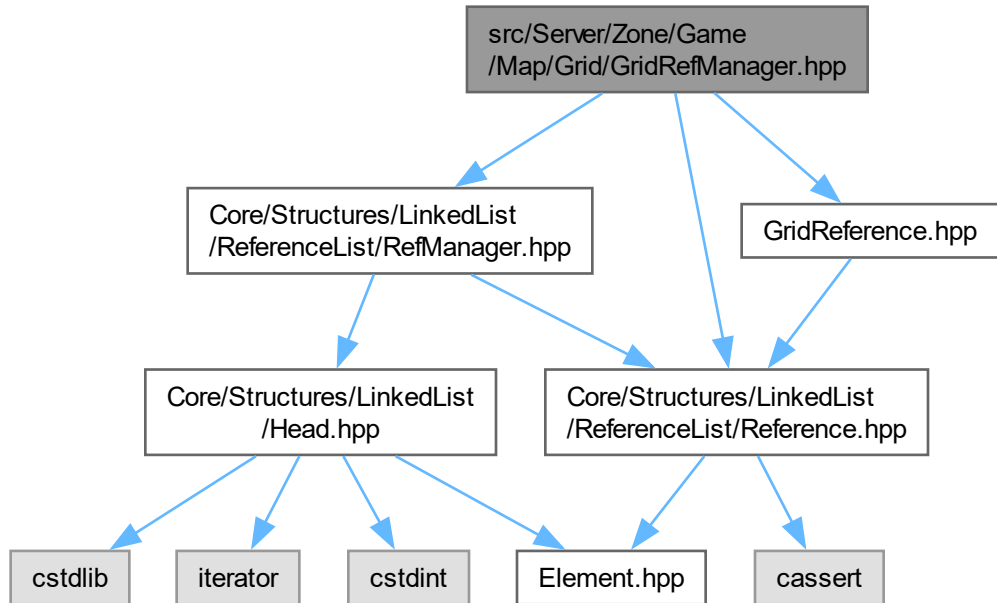 src/Server/Zone/Game
/Map/Grid/GridRefManager.hpp
Core/Structures/LinkedList
/ReferenceList/RefManager.hpp
GridReference.hpp
Core/Structures/LinkedList
/Head.hpp
Core/Structures/LinkedList
/ReferenceList/Reference.hpp
cstdlib
iterator
cstdint
Element.hpp
cassert